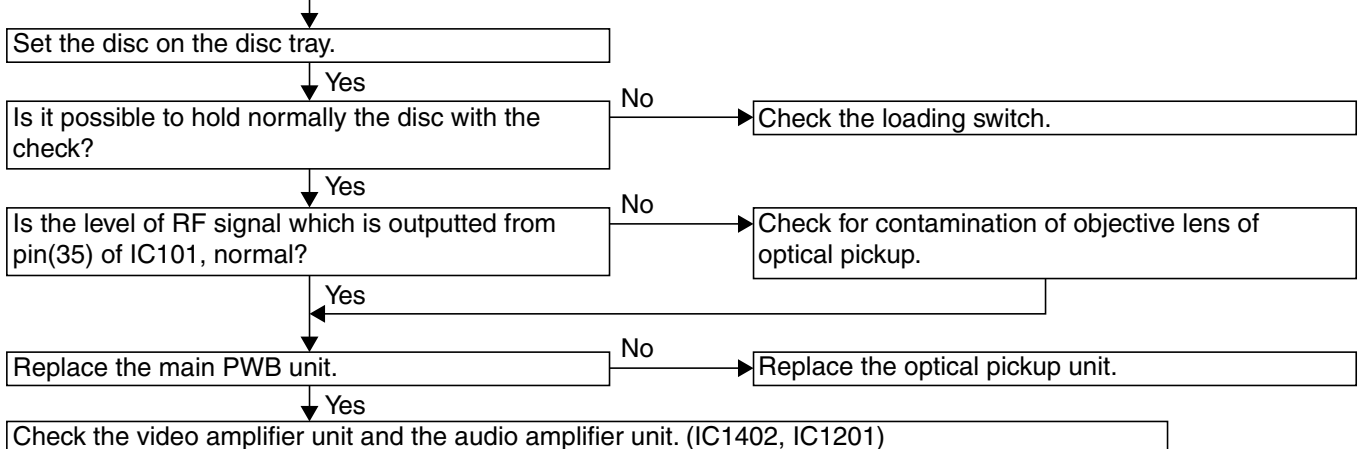 Set the disc on the disc tray.
Yes
Is it possible to hold normally the disc with the
check?
No
Check the loading switch.
Yes
Is the level of RF signal which is outputted from
pin(35) of IC101, normal?
No
Check for contamination of objective lens of
optical pickup.
Yes
Replace the main PWB unit.
No
Replace the optical pickup unit.
Yes
Check the video amplifier unit and the audio amplifier unit. (IC1402, IC1201)